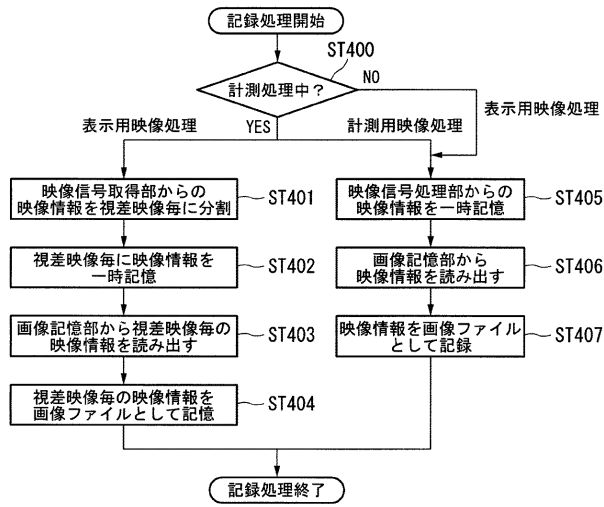 記録処理開始
ST400
計測処理中？
NO
表示用映像処理
表示用映像処理
YES
計測用映像処理
映像信号取得部からの
映像情報を視差映像毎に分割
ST401
映像信号処理部からの
映像情報を一時記憶
ST405
視差映像毎に映像情報を
一時記憶
ST402
画像記憶部から
映像情報を読み出す
ST406
画像記憶部から視差映像毎の
映像情報を読み出す
ST403
映像情報を画像ファイル
として記録
ST407
視差映像毎の映像情報を
画像ファイルとして記憶
ST404
記録処理終了